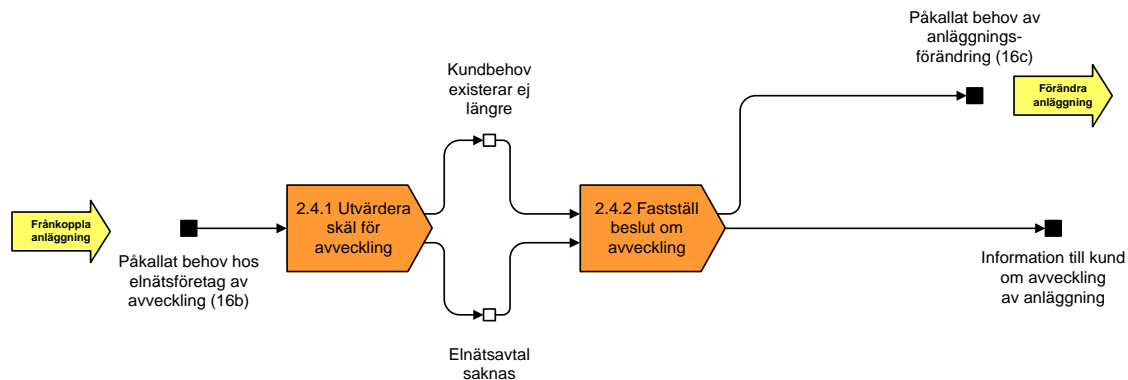 Påkallat behov av
anläggnings-
förändring (16c)
Förändra
anläggning
Kundbehov
existerar ej
längre
2.4.1 Utvärdera
skäl för
avveckling
2.4.2 Fastställ
beslut om
avveckling
Frånkoppla
anläggning
Påkallat behov hos
elnätsföretag av
avveckling (16b)
Information till kund
om avveckling
av anläggning
Elnätsavtal
saknas